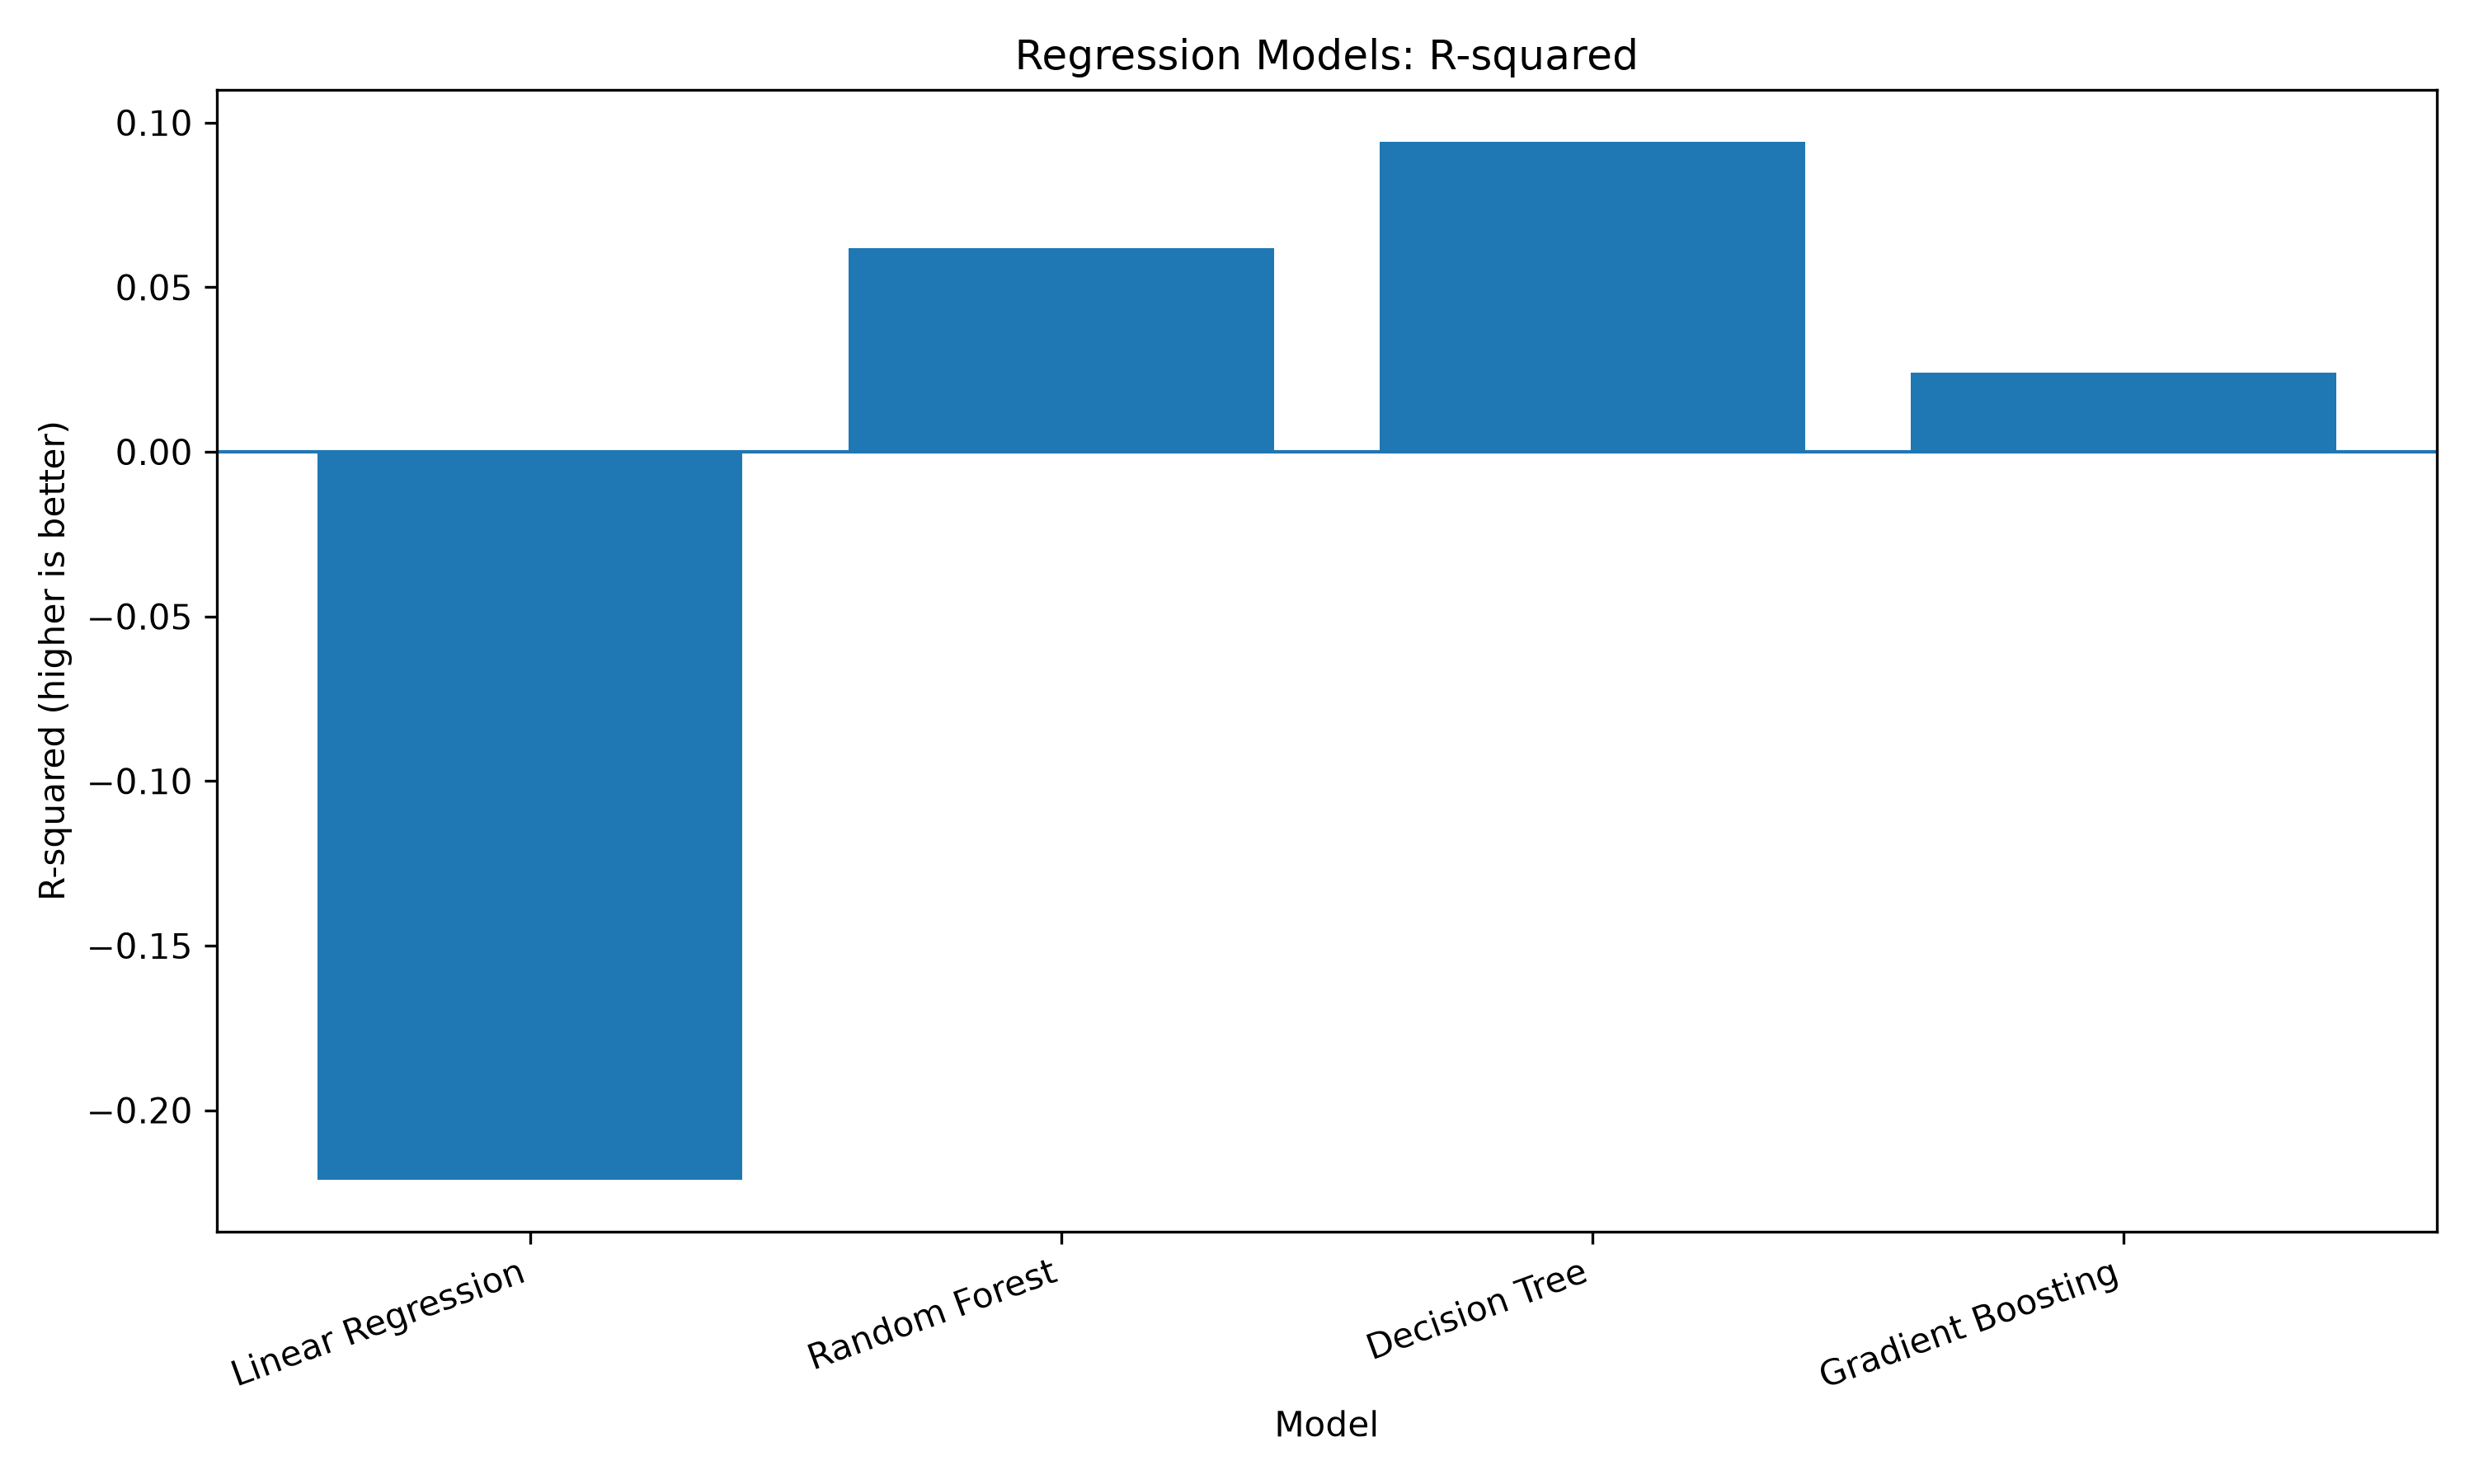 Regression Models: R-squared
R-squared (higher is better)
0.10
0.05
0.00
−0.05
−0.10
−0.15
−0.20
Linear Regression
Random Forest
Decision Tree
Gradient Boosting
Model